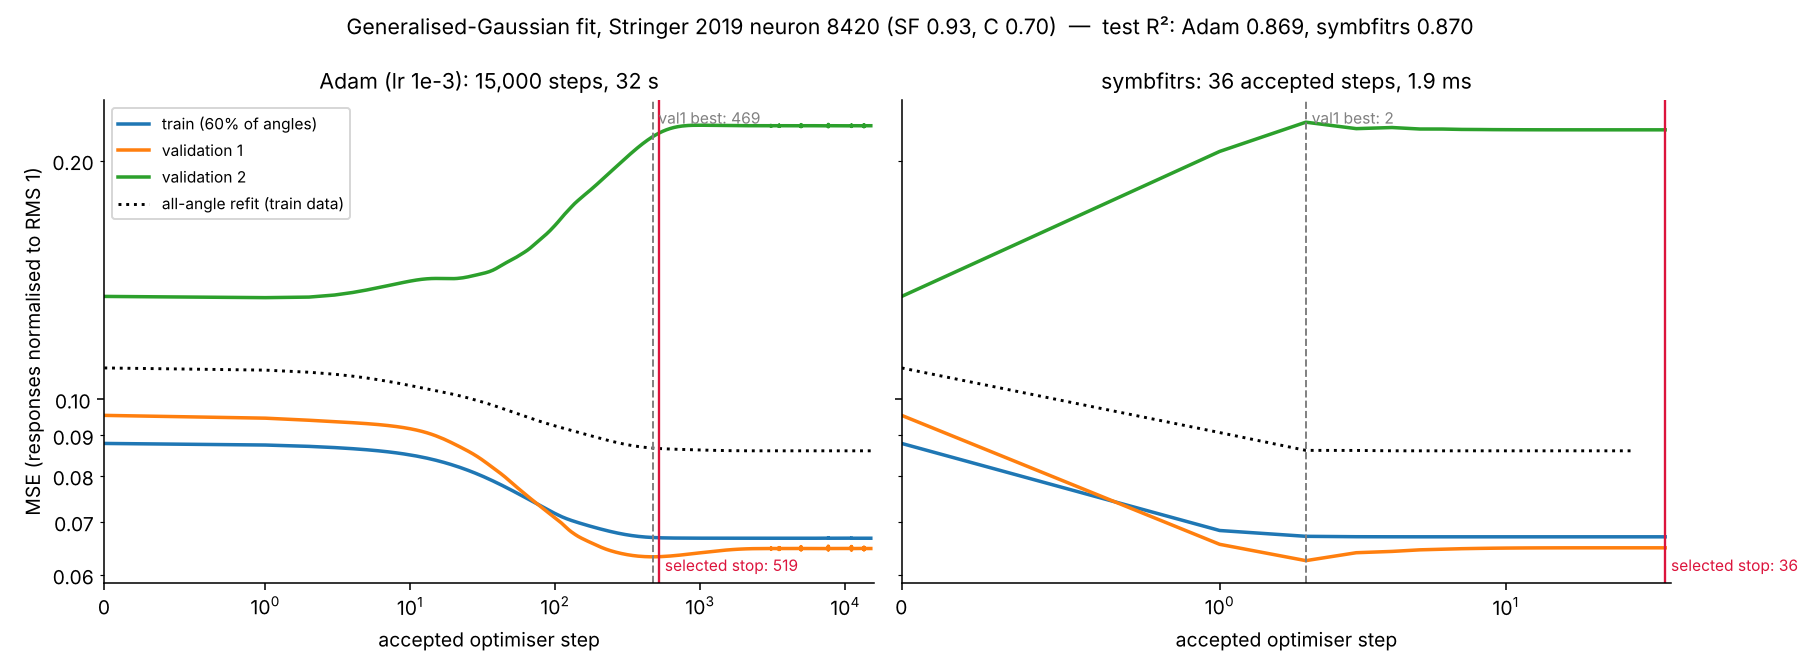 Generalised-Gaussian fit, Stringer 2019 neuron 8420 (SF 0.93, C 0.70) — test R²: Adam 0.869, symbfitrs 0.870
Adam (lr 1e-3): 15,000 steps, 32 s
train (60% of angles)
validation 1
validation 2
all-angle refit (train data)
val1 best: 469
selected stop: 519
MSE (responses normalised to RMS 1)
0.20
0.10
0.09
0.08
0.07
0.06
0
10⁰
10¹
10²
10³
10⁴
accepted optimiser step
symbfitrs: 36 accepted steps, 1.9 ms
val1 best: 2
selected stop: 36
0
10⁰
10¹
accepted optimiser step